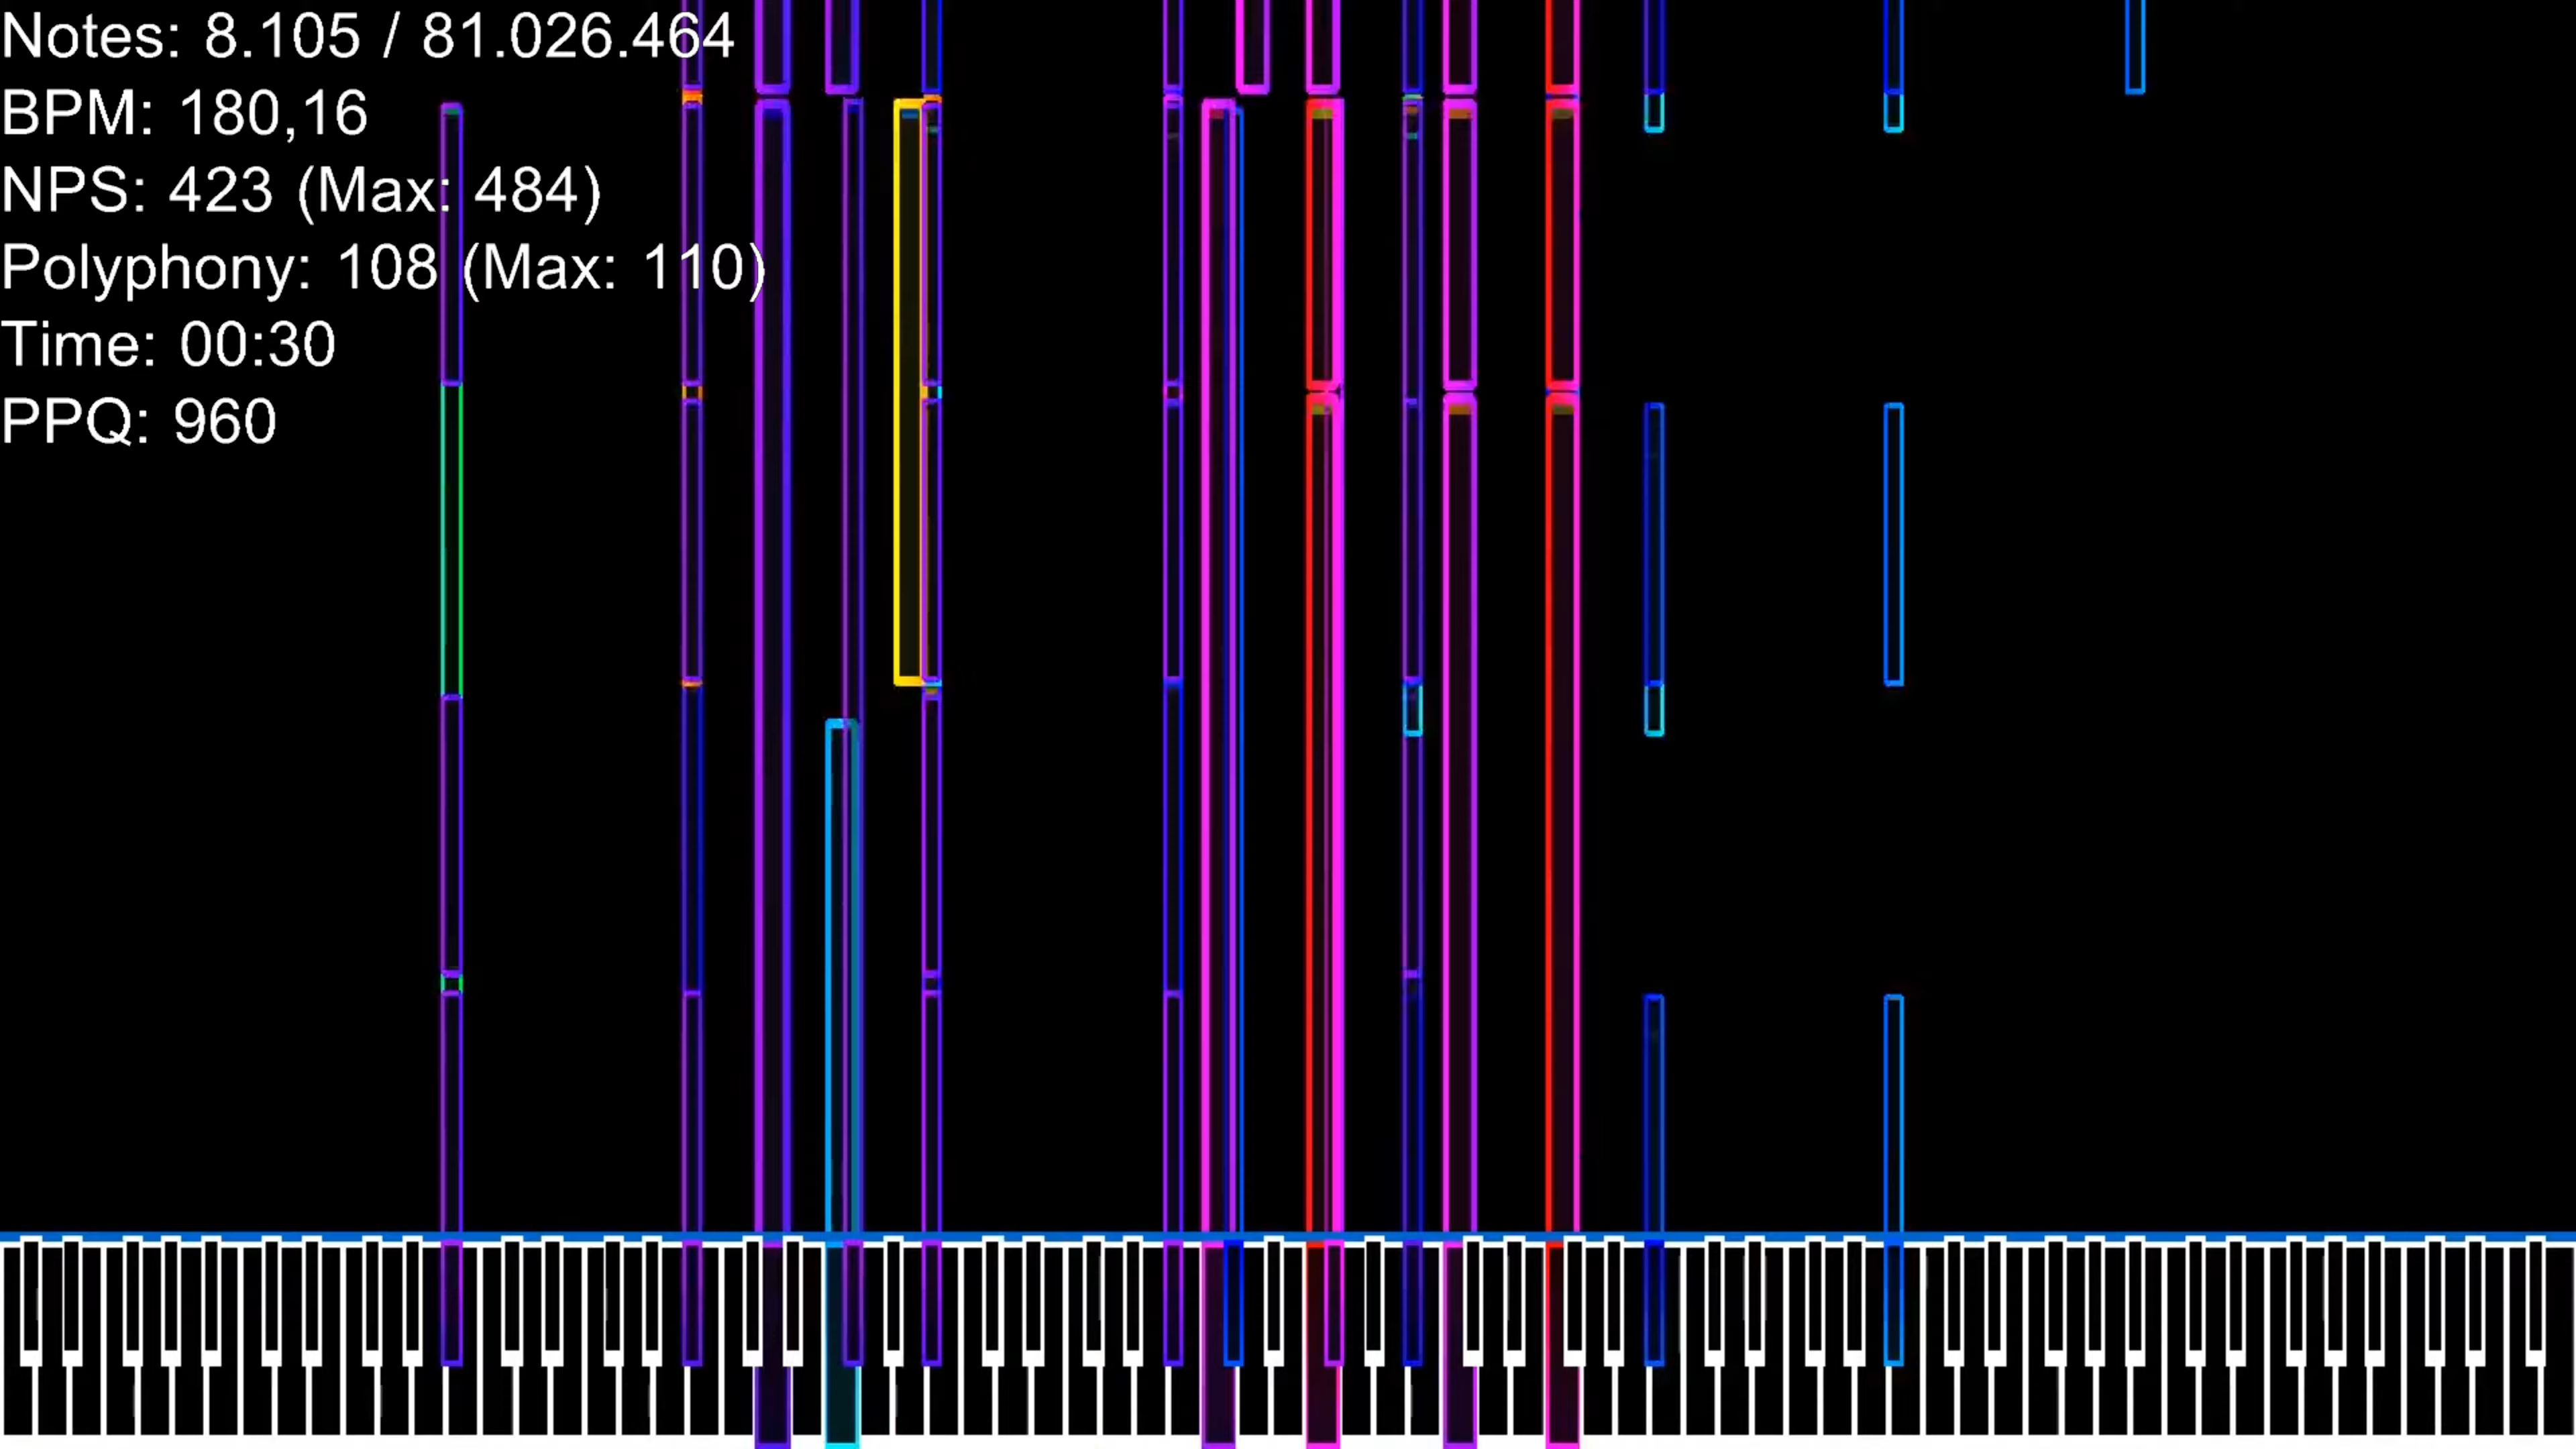 Notes: 8.105 / 81.026.464
BPM: 180,16
NPS: 423 (Max: 484)
Polyphony: 108 (Max: 110)
Time: 00:30
PPQ: 960